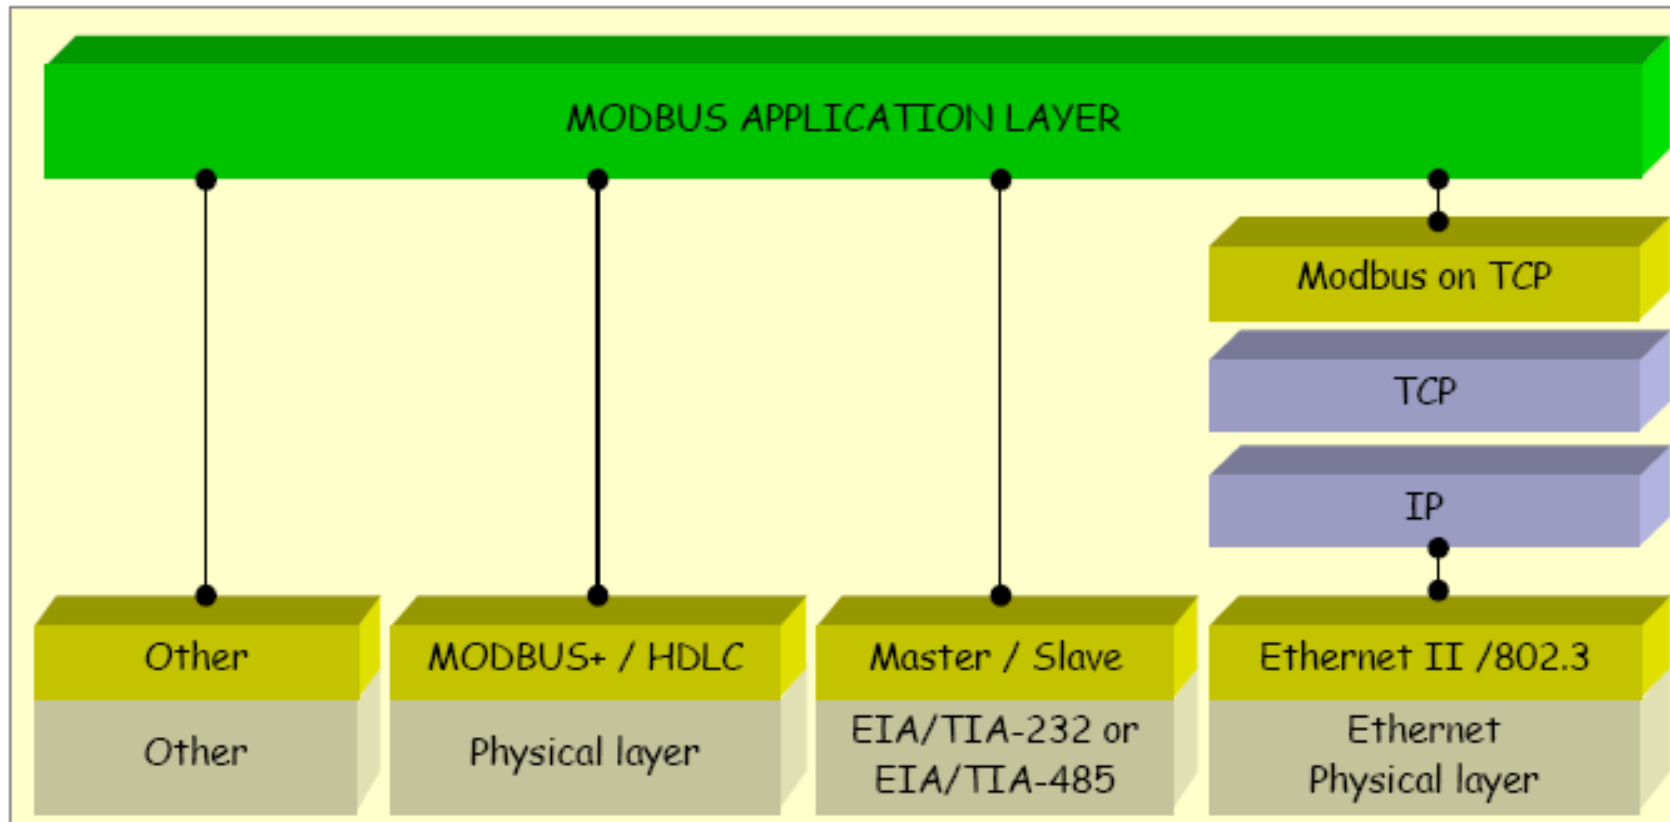 MODBUS APPLICATION LAYER
Modbus on TCP
TCP
IP
Other
MODBUS+ / HDLC
Master / Slave
Ethernet II /802.3
Other
Physical layer
EIA/TIA-232 or
EIA/TIA-485
Ethernet
Physical layer